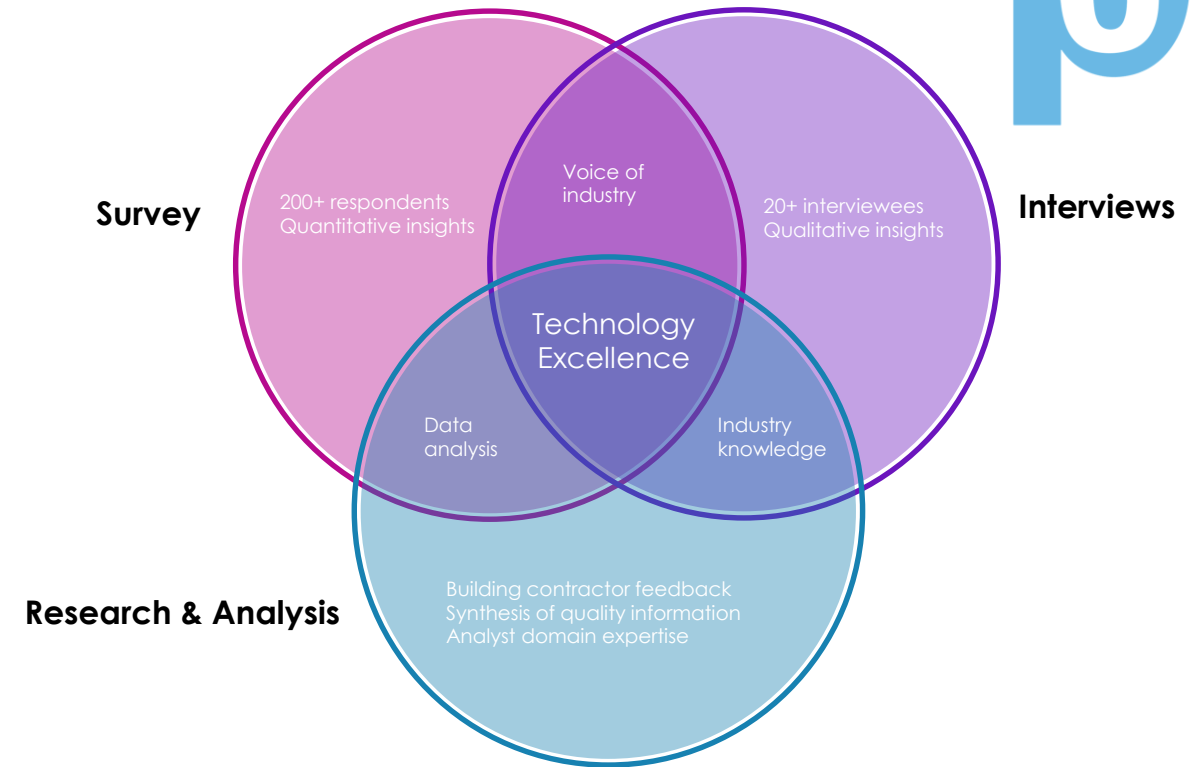 Voice of
industry
Survey
200+ respondents
Quantitative insights
20+ interviewees
Qualitative insights
Interviews
Technology
Excellence
Data
analysis
Industry
knowledge
Research & Analysis
Building contractor feedback
Synthesis of quality information
Analyst domain expertise